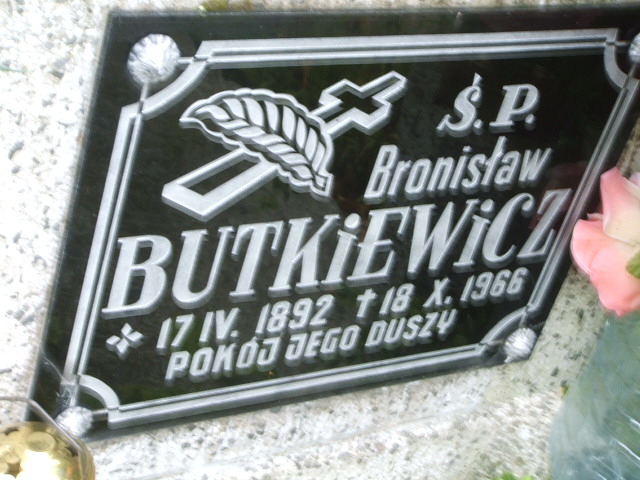 Ś.P.
Bronisław
BUTKiEWiCZ
17 IV. 1892 † 18 X. 1966
POKÓJ JEGO DUSZY